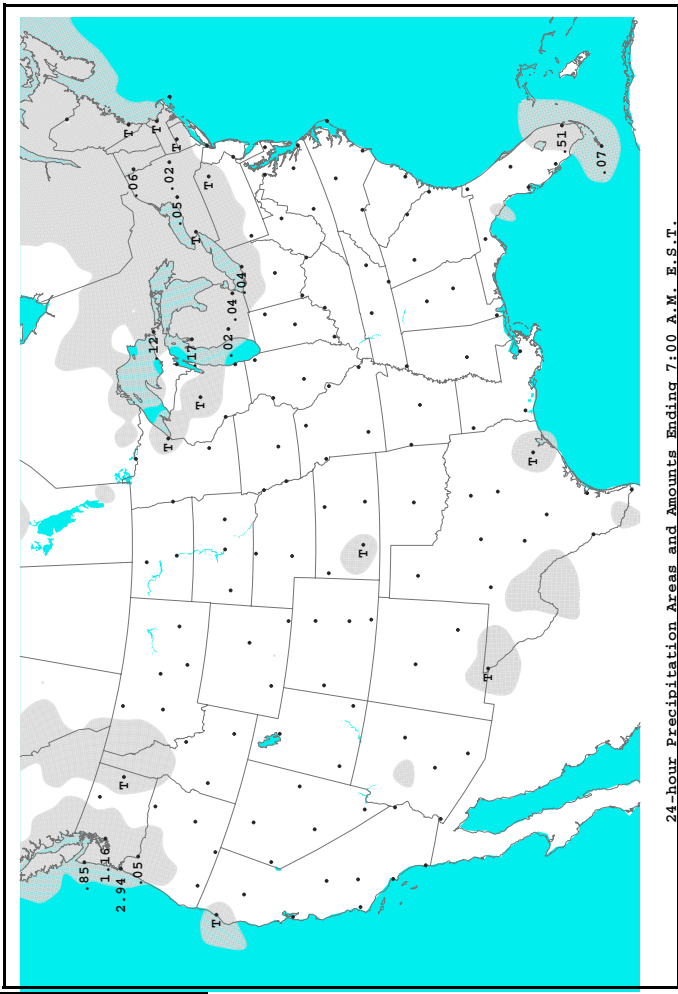 .85
1.16
2.94
T
T
.06
.05
.12
T
T
.02
T
.05
.17
T
T
T
T
.02
.04
.04
T
T
T
.51
.07
24-hour Precipitation Areas and Amounts Ending 7:00 A.M. E.S.T.